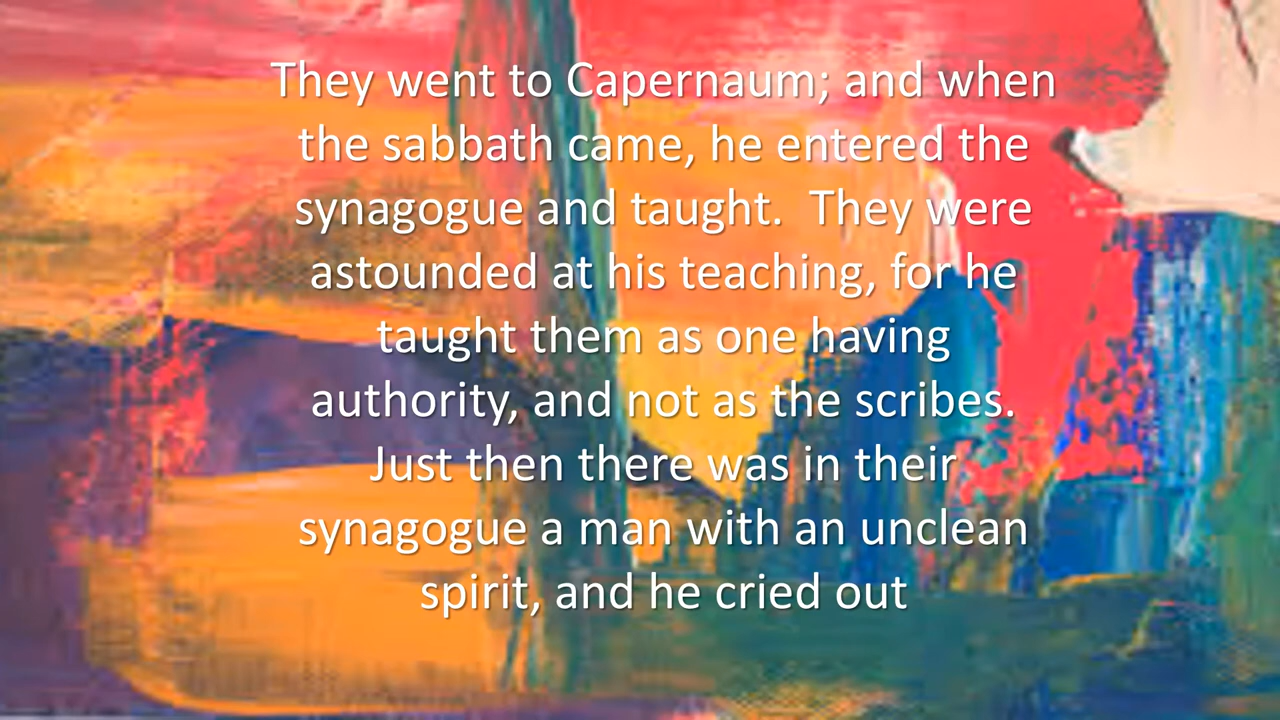 They went to Capernaum; and when
the sabbath came, he entered the
synagogue and taught.  They were
astounded at his teaching, for he
taught them as one having
authority, and not as the scribes.
Just then there was in their
synagogue a man with an unclean
spirit, and he cried out